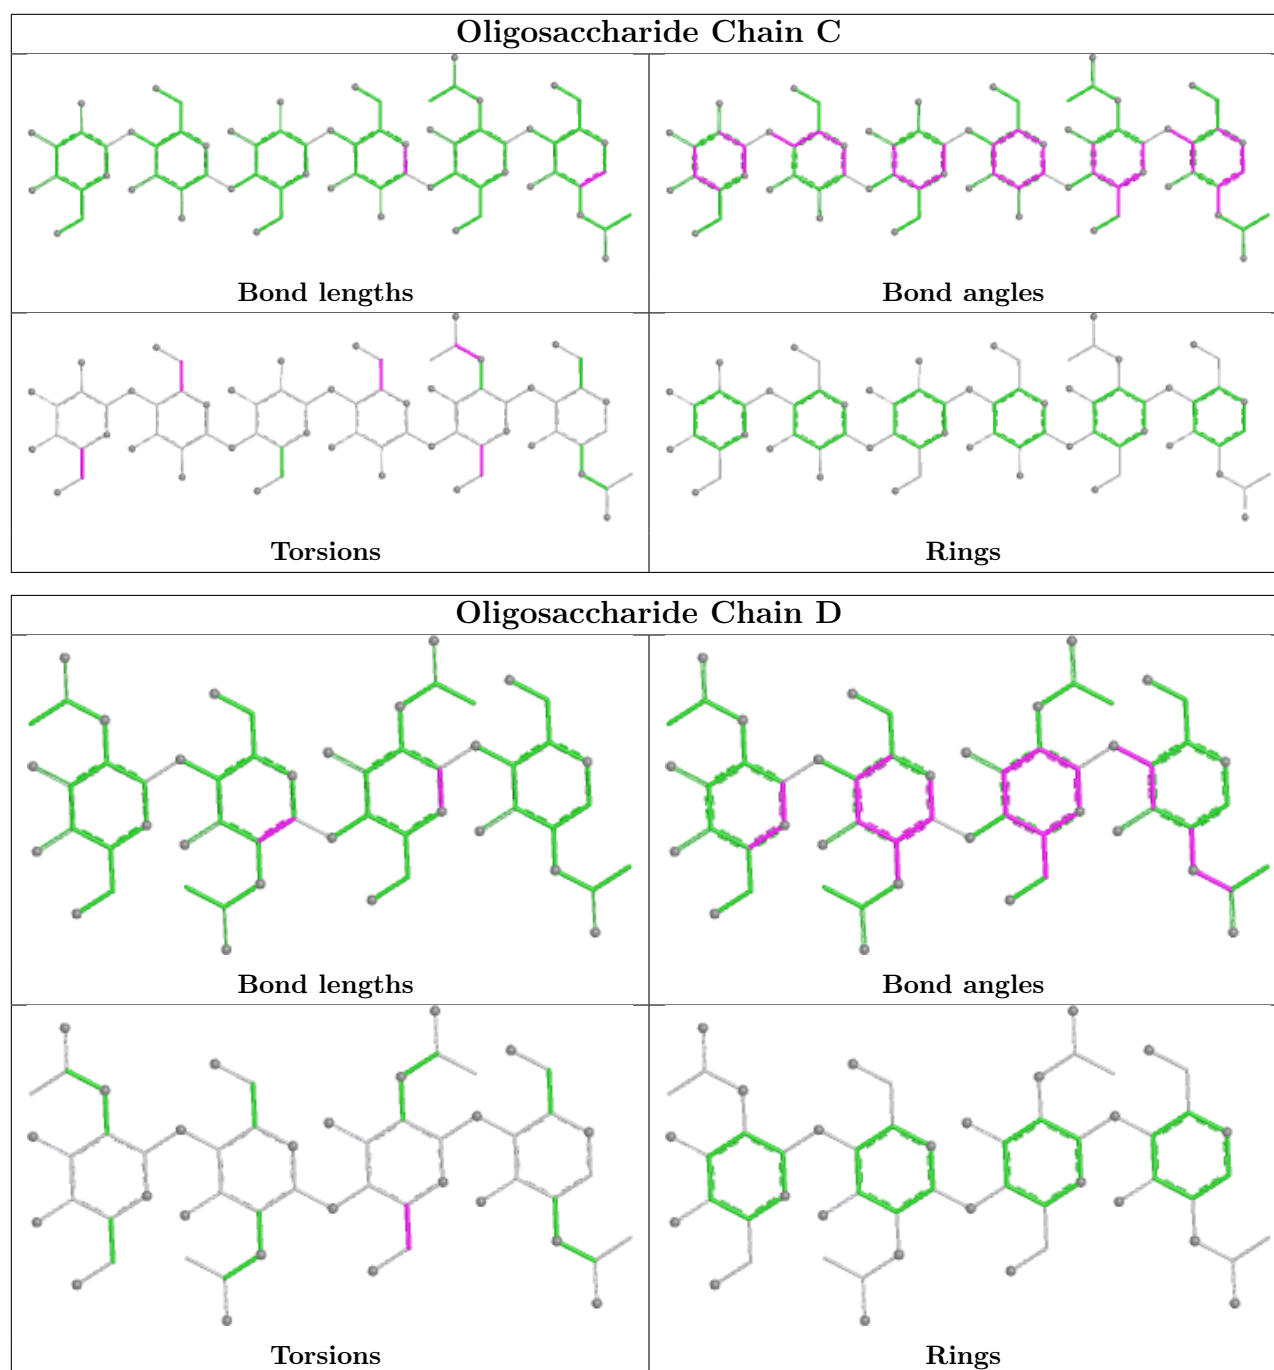 Oligosaccharide Chain C
Bond lengths
Bond angles
Torsions
Rings
Oligosaccharide Chain D
Bond lengths
Bond angles
Torsions
Rings